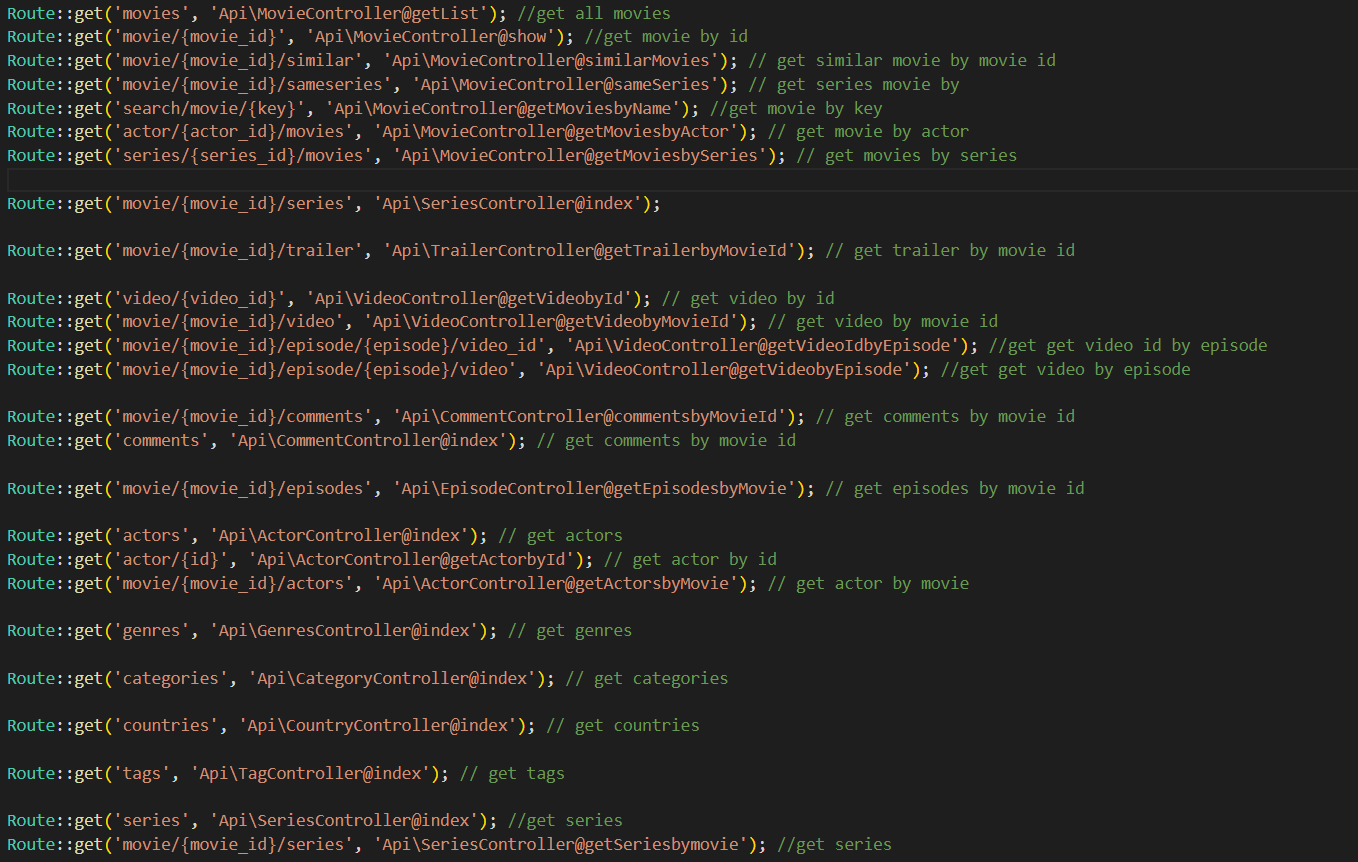 Route::get('movies', 'Api\MovieController@getList'); //get all movies
Route::get('movie/{movie_id}', 'Api\MovieController@show'); //get movie by id
Route::get('movie/{movie_id}/similar', 'Api\MovieController@similarMovies'); // get similar movie by movie id
Route::get('movie/{movie_id}/sameseries', 'Api\MovieController@sameSeries'); // get series movie by
Route::get('search/movie/{key}', 'Api\MovieController@getMoviesbyName'); //get movie by key
Route::get('actor/{actor_id}/movies', 'Api\MovieController@getMoviesbyActor'); // get movie by actor
Route::get('series/{series_id}/movies', 'Api\MovieController@getMoviesbySeries'); // get movies by series
Route::get('movie/{movie_id}/series', 'Api\SeriesController@index');
Route::get('movie/{movie_id}/trailer', 'Api\TrailerController@getTrailerbyMovieId'); // get trailer by movie id
Route::get('video/{video_id}', 'Api\VideoController@getVideobyId'); // get video by id
Route::get('movie/{movie_id}/video', 'Api\VideoController@getVideobyMovieId'); // get video by movie id
Route::get('movie/{movie_id}/episode/{episode}/video_id', 'Api\VideoController@getVideoIdbyEpisode'); //get get video id by episode
Route::get('movie/{movie_id}/episode/{episode}/video', 'Api\VideoController@getVideobyEpisode'); //get get video by episode
Route::get('movie/{movie_id}/comments', 'Api\CommentController@commentsbyMovieId'); // get comments by movie id
Route::get('comments', 'Api\CommentController@index'); // get comments by movie id
Route::get('movie/{movie_id}/episodes', 'Api\EpisodeController@getEpisodesbyMovie'); // get episodes by movie id
Route::get('actors', 'Api\ActorController@index'); // get actors
Route::get('actor/{id}', 'Api\ActorController@getActorbyId'); // get actor by id
Route::get('movie/{movie_id}/actors', 'Api\ActorController@getActorsbyMovie'); // get actor by movie
Route::get('genres', 'Api\GenresController@index'); // get genres
Route::get('categories', 'Api\CategoryController@index'); // get categories
Route::get('countries', 'Api\CountryController@index'); // get countries
Route::get('tags', 'Api\TagController@index'); // get tags
Route::get('series', 'Api\SeriesController@index'); //get series
Route::get('movie/{movie_id}/series', 'Api\SeriesController@getSeriesbymovie'); //get series